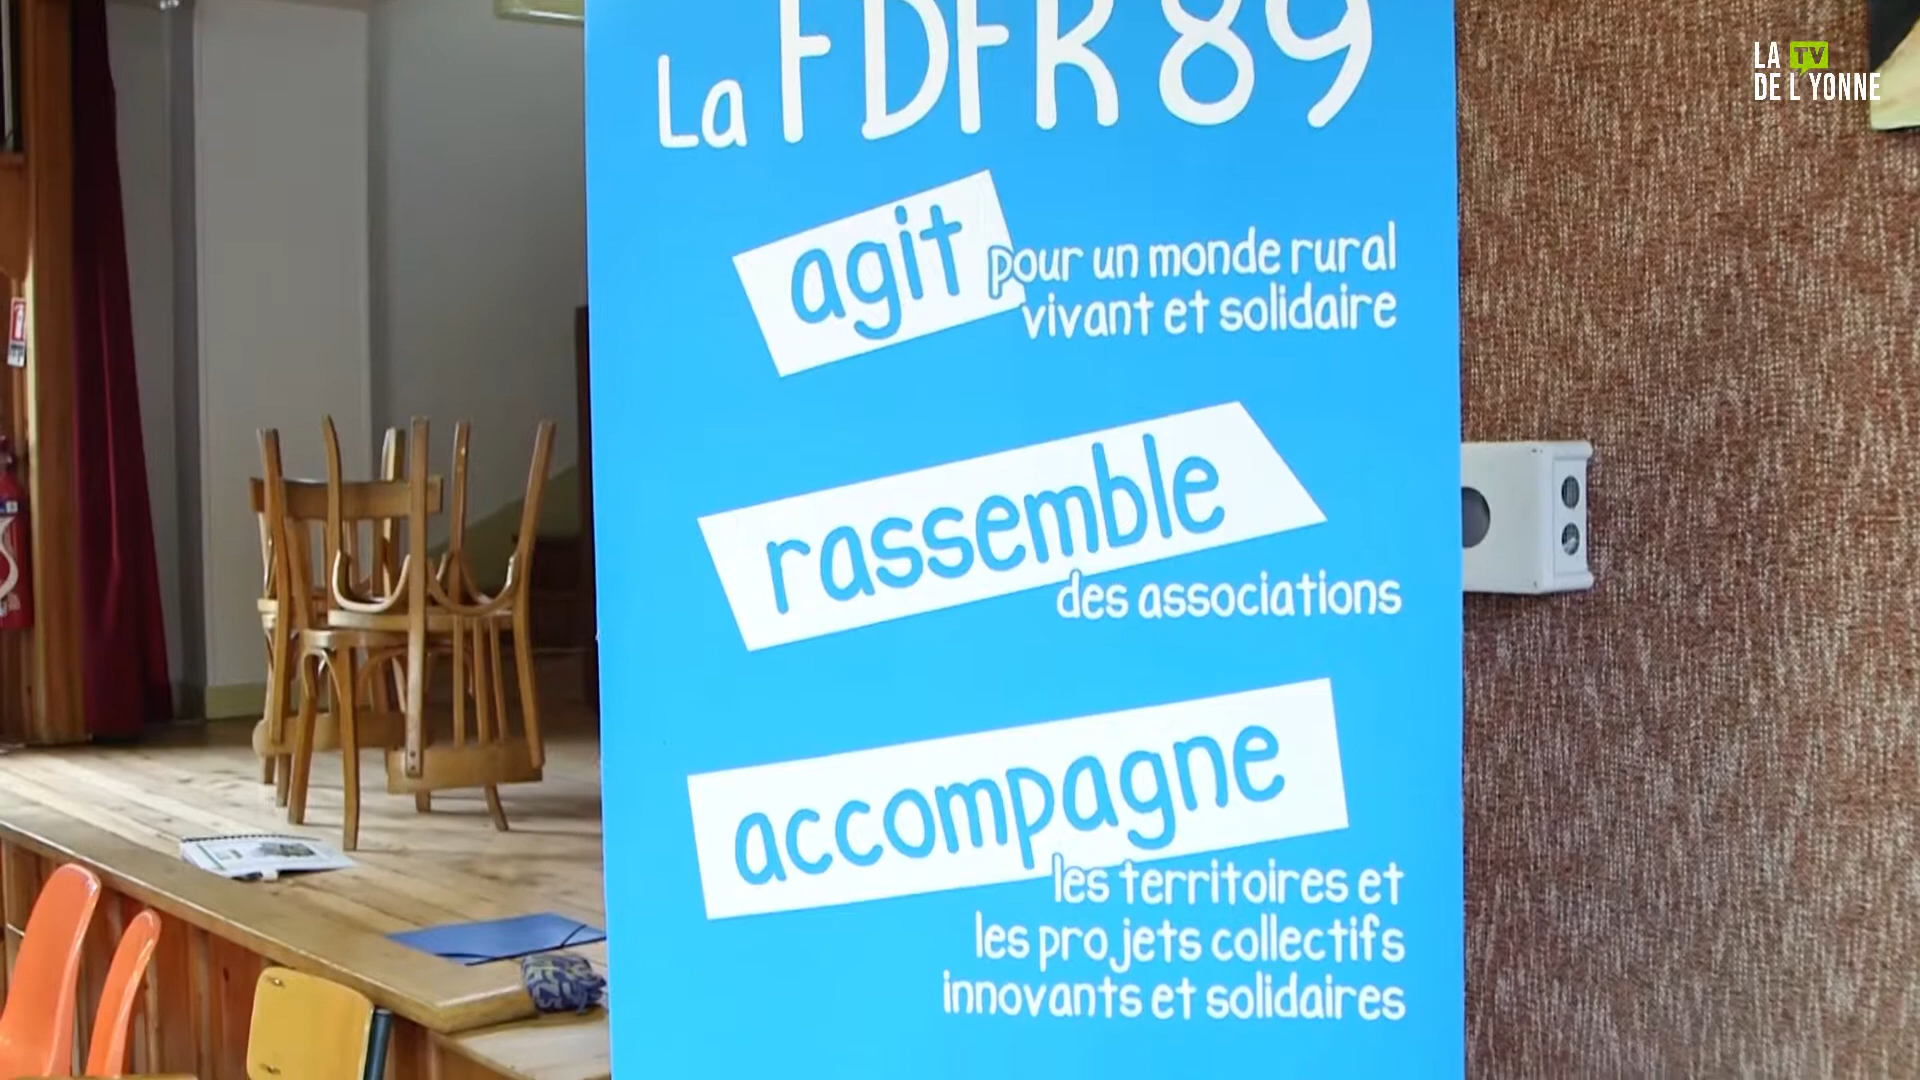 La FDFR 89
agit pour un monde rural
vivant et solidaire
rassemble
des associations
accompagne
les territoires et
les projets collectifs
innovants et solidaires
LA TV
DE L'YONNE